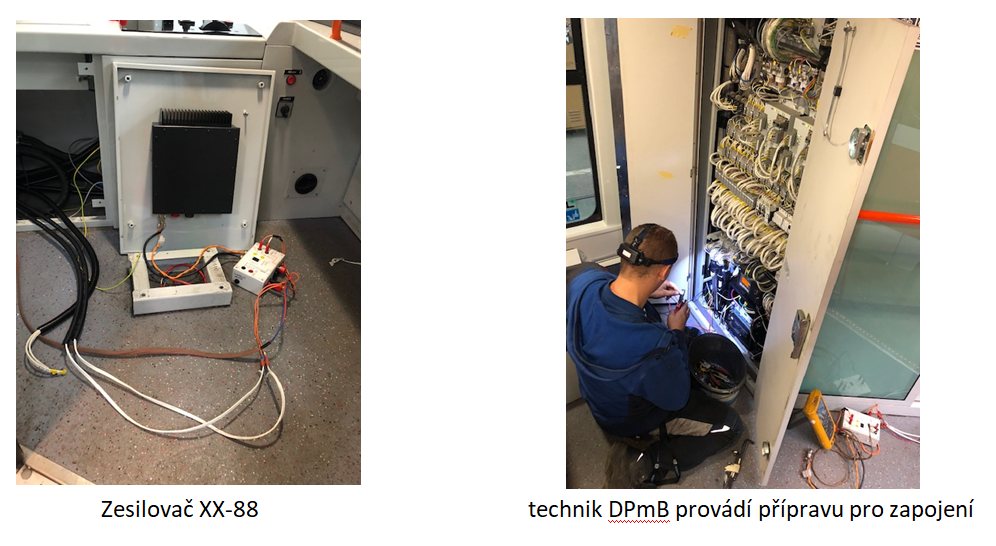 Zesilovač XX-88
technik DPmB provádí přípravu pro zapojení